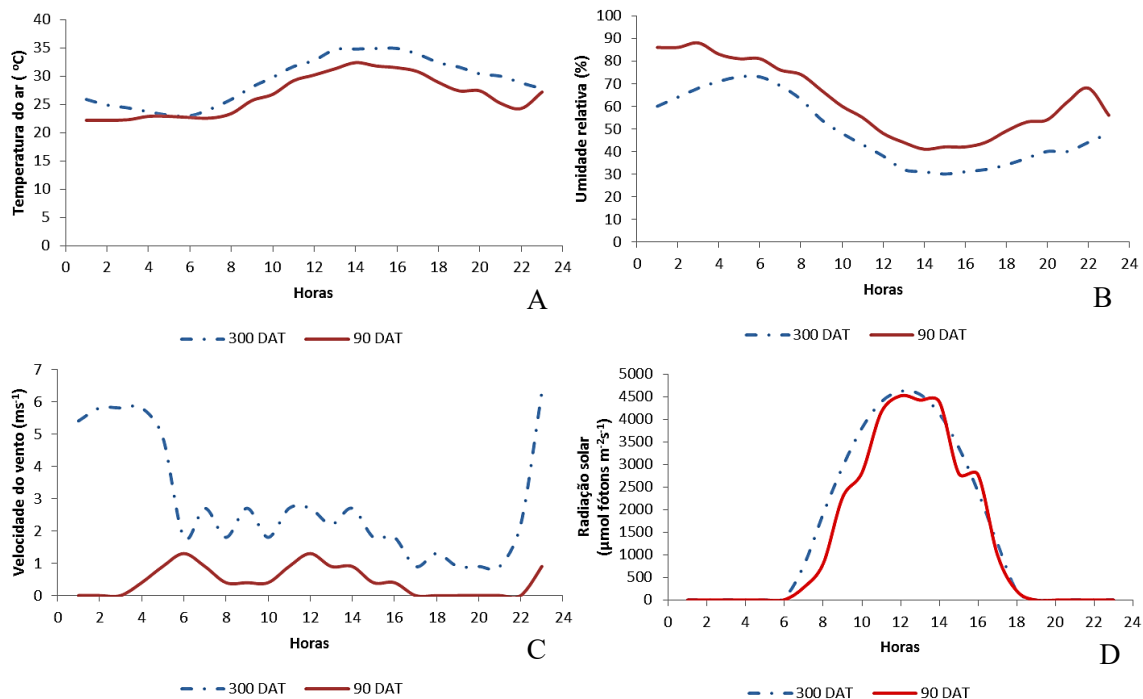 Temperatura do ar ( ºC)
40
35
30
25
20
15
10
5
0
0 2 4 6 8 10 12 14 16 18 20 22 24
Horas
A
300 DAT 90 DAT
Umidade relativa (%)
100
90
80
70
60
50
40
30
20
10
0
0 2 4 6 8 10 12 14 16 18 20 22 24
Horas
B
300 DAT 90 DAT
Velocidade do vento (ms⁻¹)
7
6
5
4
3
2
1
0
0 2 4 6 8 10 12 14 16 18 20 22 24
Horas
C
300 DAT 90 DAT
Radiação solar
(µmol fótons m⁻²s⁻¹)
5000
4500
4000
3500
3000
2500
2000
1500
1000
500
0
0 2 4 6 8 10 12 14 16 18 20 22 24
Horas
D
300 DAT 90 DAT